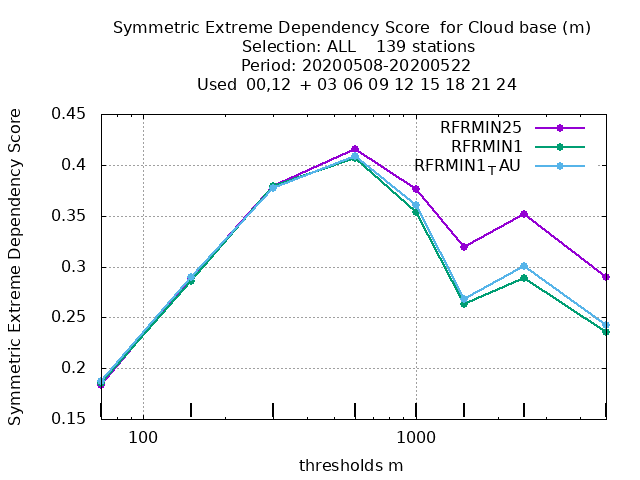 Symmetric Extreme Dependency Score for Cloud base (m)
Selection: ALL 139 stations
Period: 20200508-20200522
Used 00,12 + 03 06 09 12 15 18 21 24
Symmetric Extreme Dependency Score
0.45
0.4
0.35
0.3
0.25
0.2
0.15
RFRMIN25
RFRMIN1
RFRMIN1TAU
100
1000
thresholds m